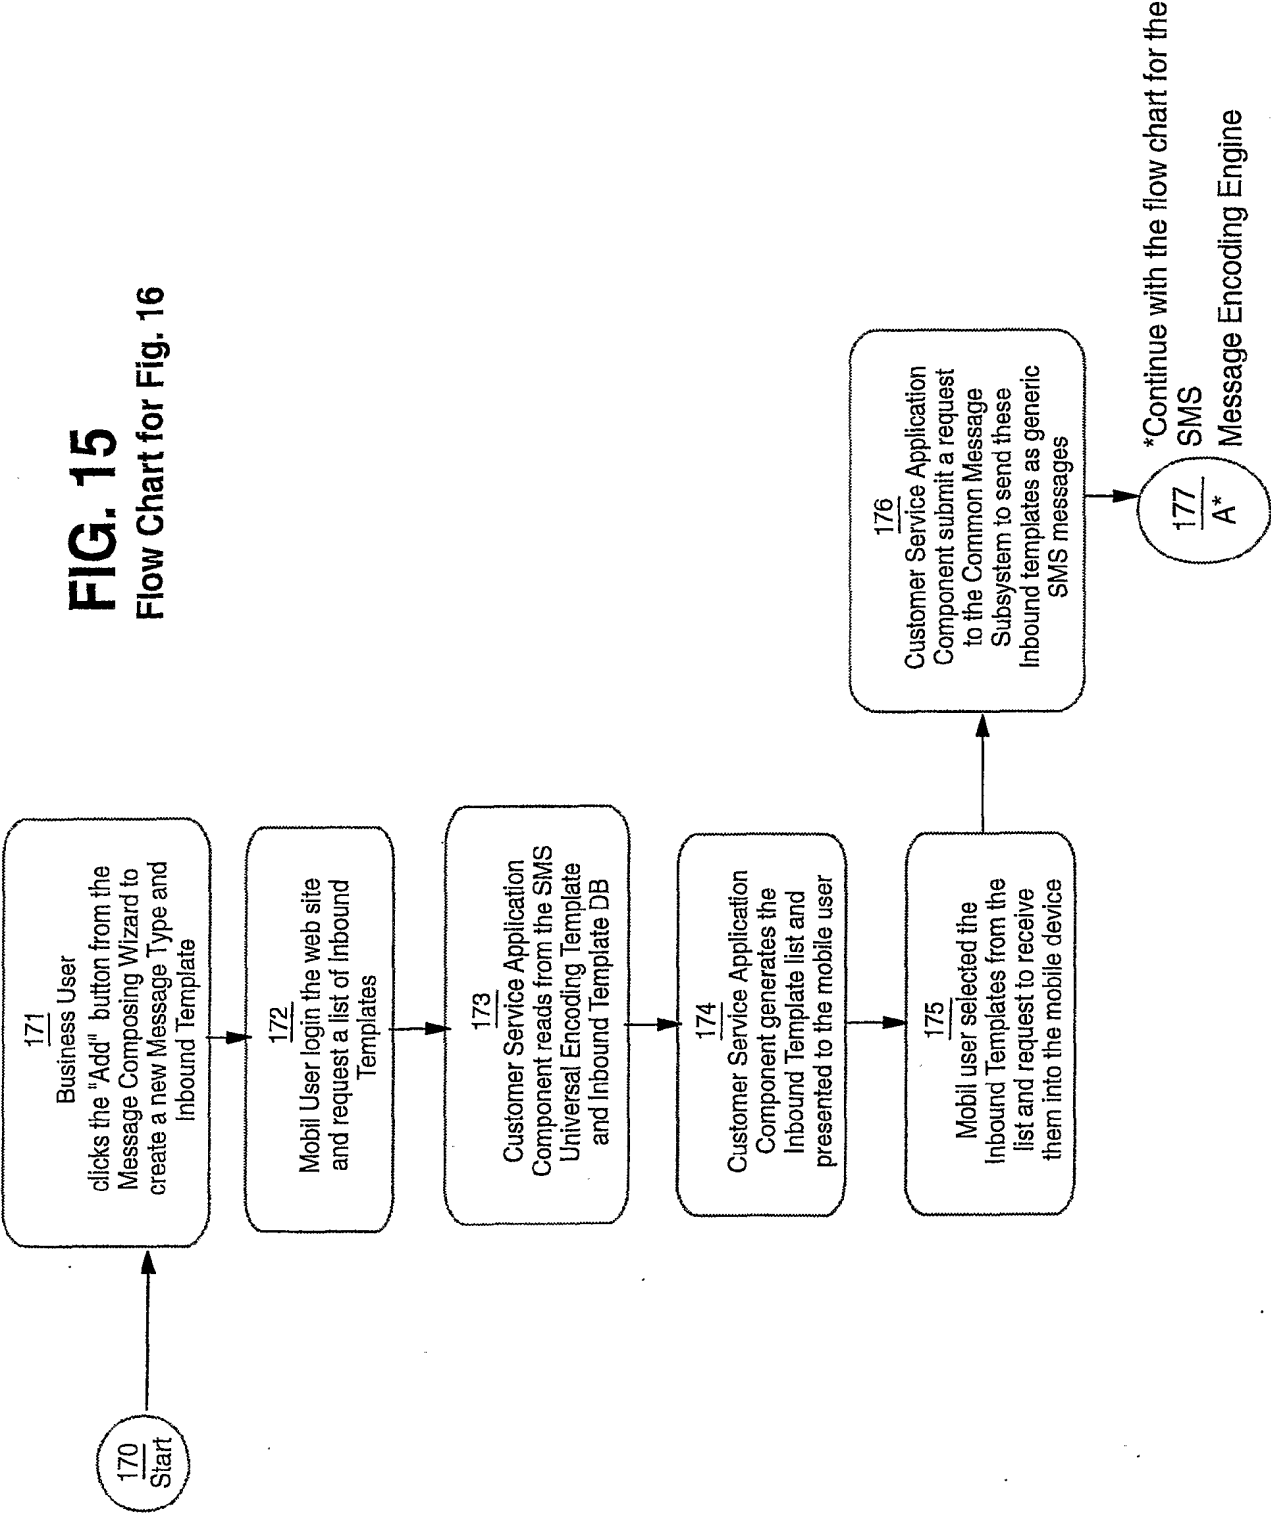 FIG. 15
Flow Chart for Fig. 16
170
Start
171
Business User
clicks the "Add" button from the
Message Composing Wizard to
create a new Message Type and
Inbound Template
172
Mobil User login the web site
and request a list of Inbound
Templates
173
Customer Service Application
Component reads from the SMS
Universal Encoding Template
and Inbound Template DB
174
Customer Service Application
Component generates the
Inbound Template list and
presented to the mobile user
175
Mobil user selected the
Inbound Templates from the
list and request to receive
them into the mobile device
176
Customer Service Application
Component submit a request
to the Common Message
Subsystem to send these
Inbound templates as generic
SMS messages
177
A*
*Continue with the flow chart for the
SMS
Message Encoding Engine